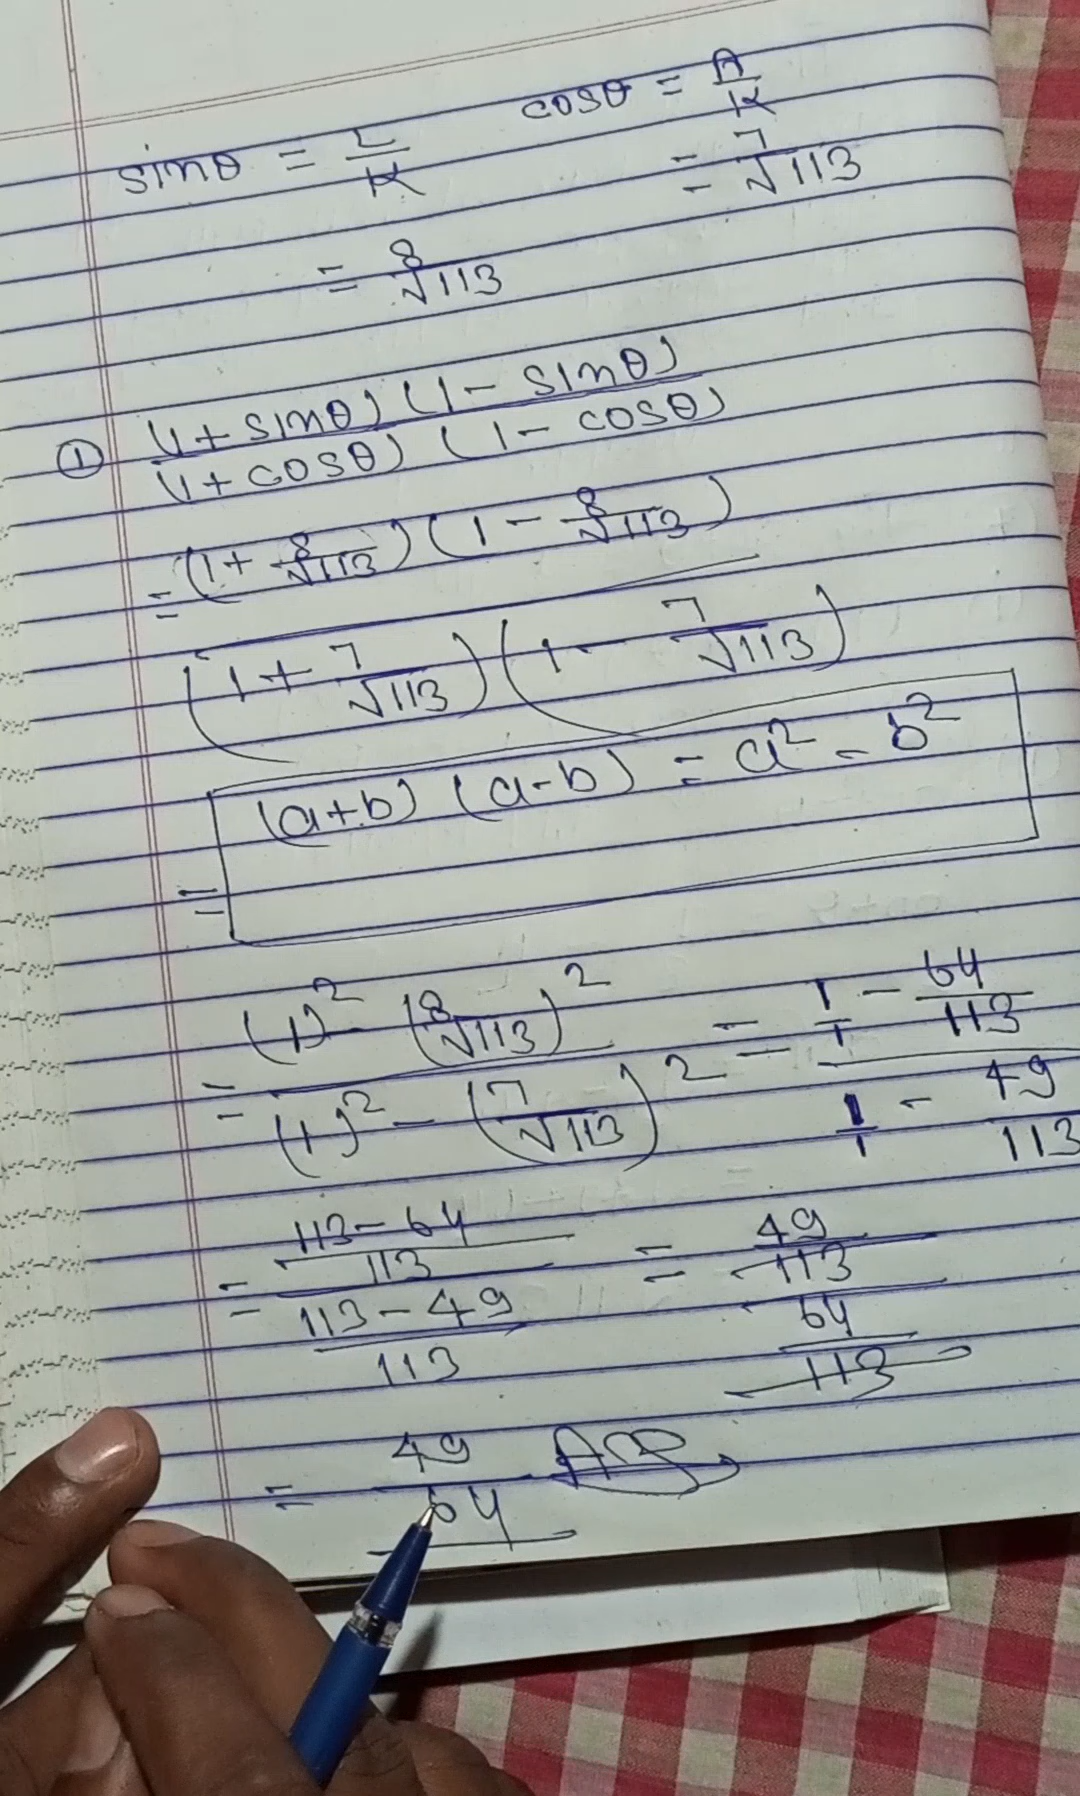 sinθ = L/K
cosθ = A/K
= 8/√113
= 7/√113
① (1+sinθ)(1-sinθ) / (1+cosθ)(1-cosθ)
= (1+8/√113)(1-8/√113)
(1+7/√113)(1-7/√113)
(a+b)(a-b) = a²-b²
=
= (1)²-(8/√113)² / (1)²-(7/√113)² = 1/1 - 64/113 / 1/1 - 49/113
= 113-64/113 / 113-49/113 = 49/113 / 64/113
= 49/64 Ans